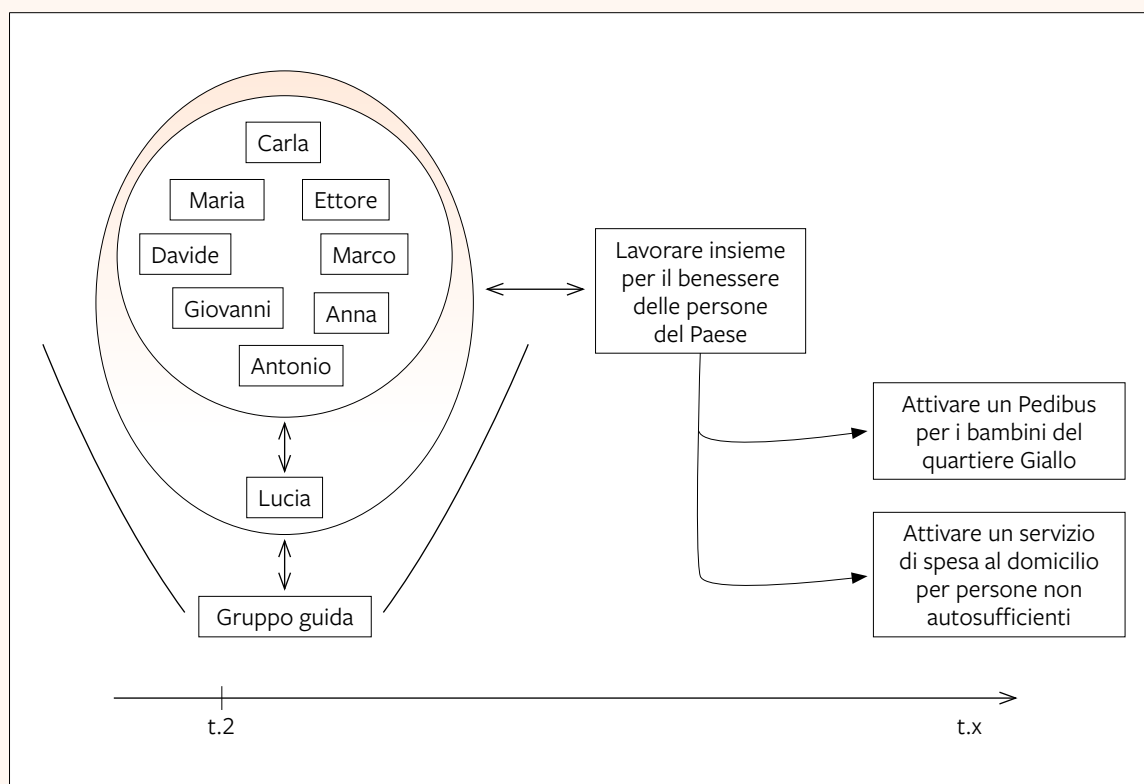 Carla
Maria
Ettore
Davide
Marco
Giovanni
Anna
Antonio
Lucia
Gruppo guida
Lavorare insieme
per il benessere
delle persone
del Paese
Attivare un Pedibus
per i bambini del
quartiere Giallo
Attivare un servizio
di spesa al domicilio
per persone non
autosufficienti
t.2
t.x